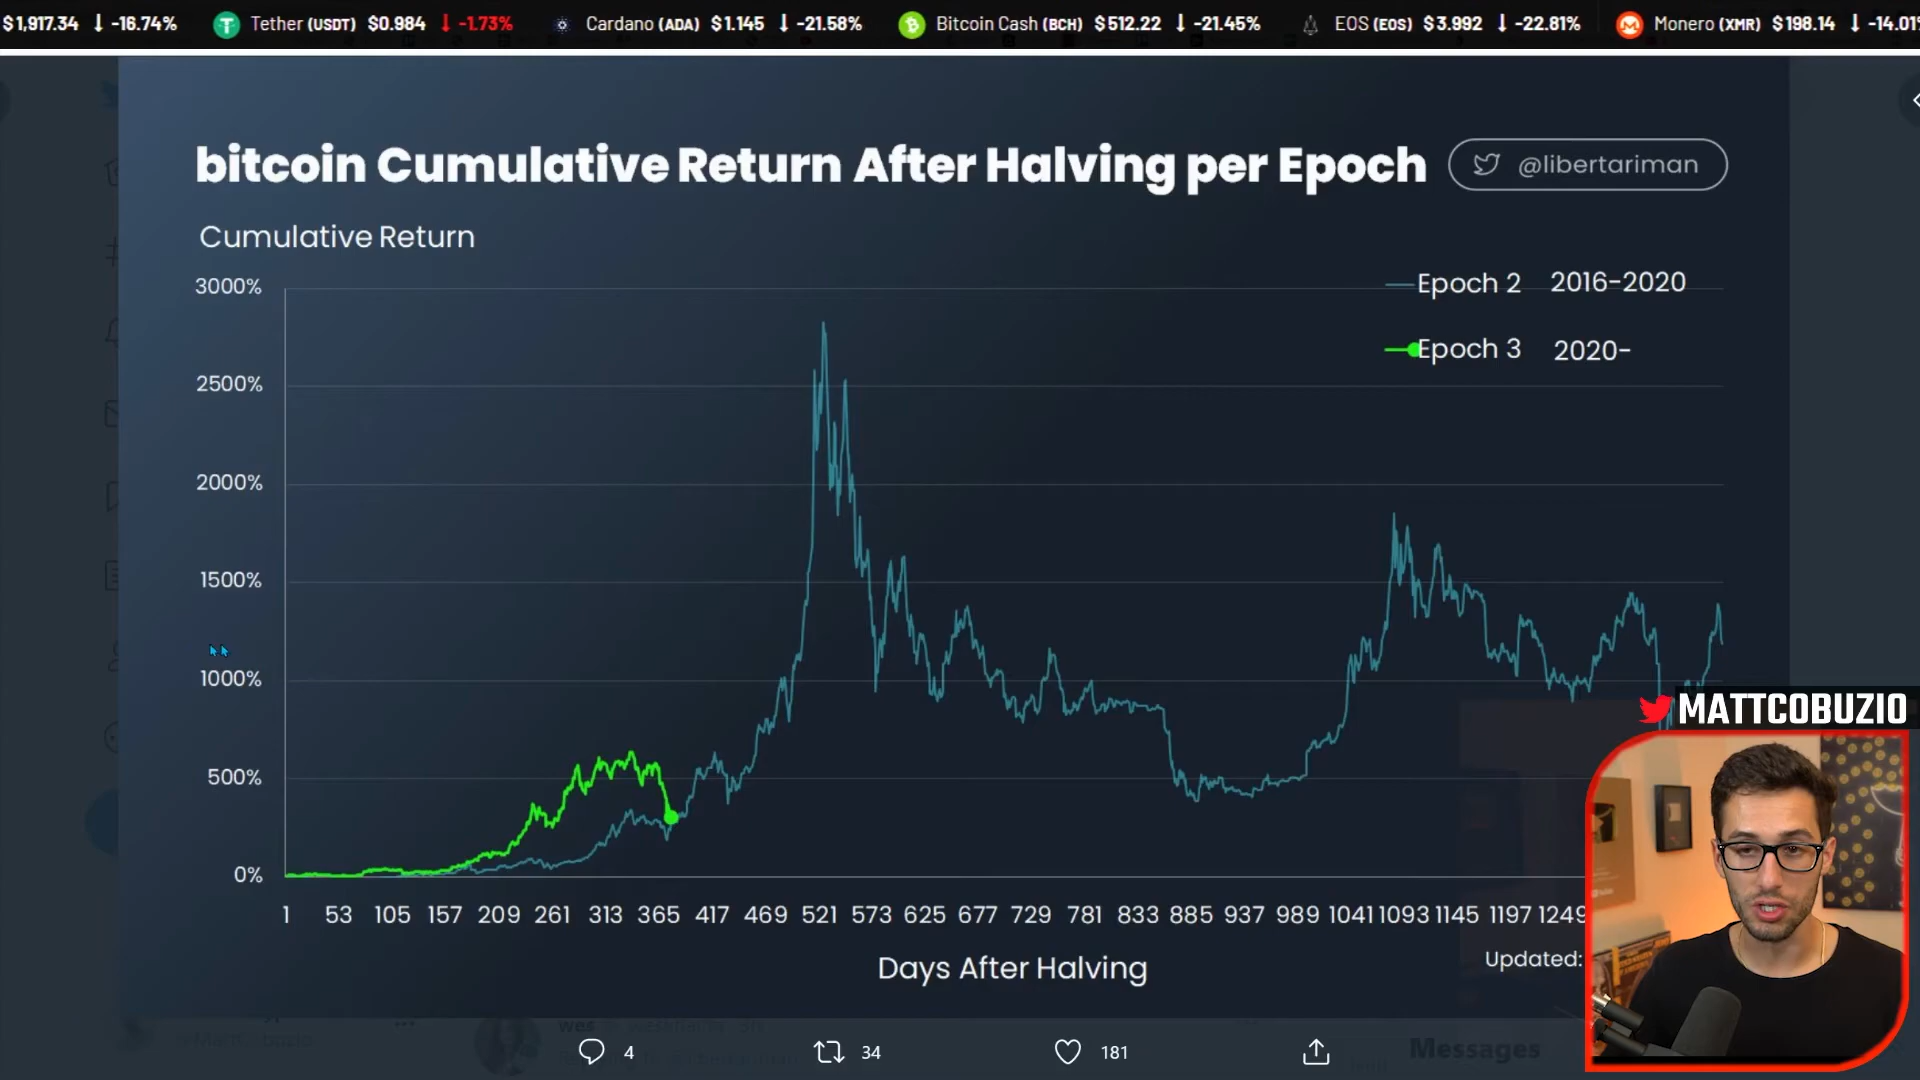 $1,917.34 -16.74% Tether (USDT) $0.984 -1.73% Cardano (ADA) $1.145 -21.58% Bitcoin Cash (BCH) $512.22 -21.45% EOS (EOS) $3.992 -22.81% Monero (XMR) $198.14 -14.01%
bitcoin Cumulative Return After Halving per Epoch @libertariman
Cumulative Return
3000%
Epoch 2 2016-2020
Epoch 3 2020-
2500%
2000%
1500%
1000%
MATTCOBUZIO
500%
0%
1 53 105 157 209 261 313 365 417 469 521 573 625 677 729 781 833 885 937 989 1041 1093 1145 1197 1249
Updated:
Days After Halving
4 34 181
Messages